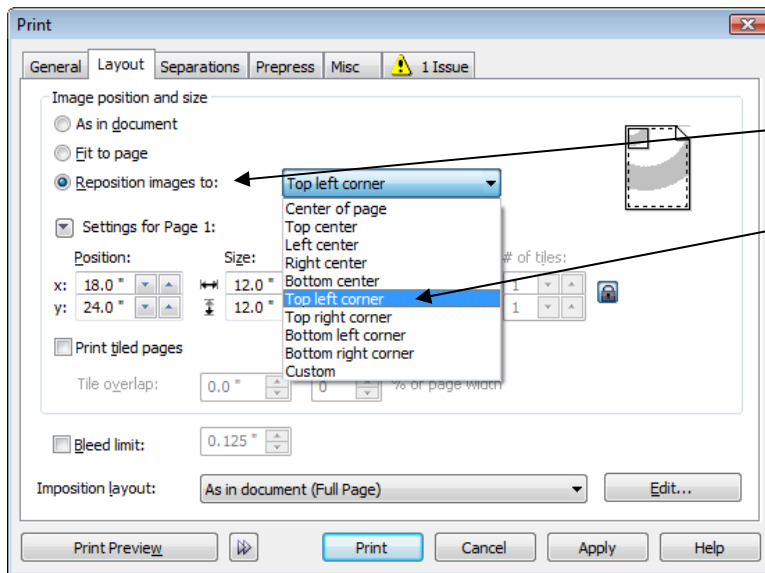 Print
General Layout Separations Prepress Misc 1 Issue
Image position and size
As in document
Fit to page
Reposition images to: Top left corner
Center of page
Settings for Page 1: Top center
Left center
Position: Size: Right center # of tiles:
x: 18.0 " 12.0 " Bottom center 1
Top left corner
y: 24.0 " 12.0 " Top right corner 1
Bottom left corner
Print tiled pages Bottom right corner
Custom
Tile overlap: 0.0 " 0 % of page width
Bleed limit: 0.125 "
Imposition layout: As in document (Full Page) Edit...
Print Preview Print Cancel Apply Help